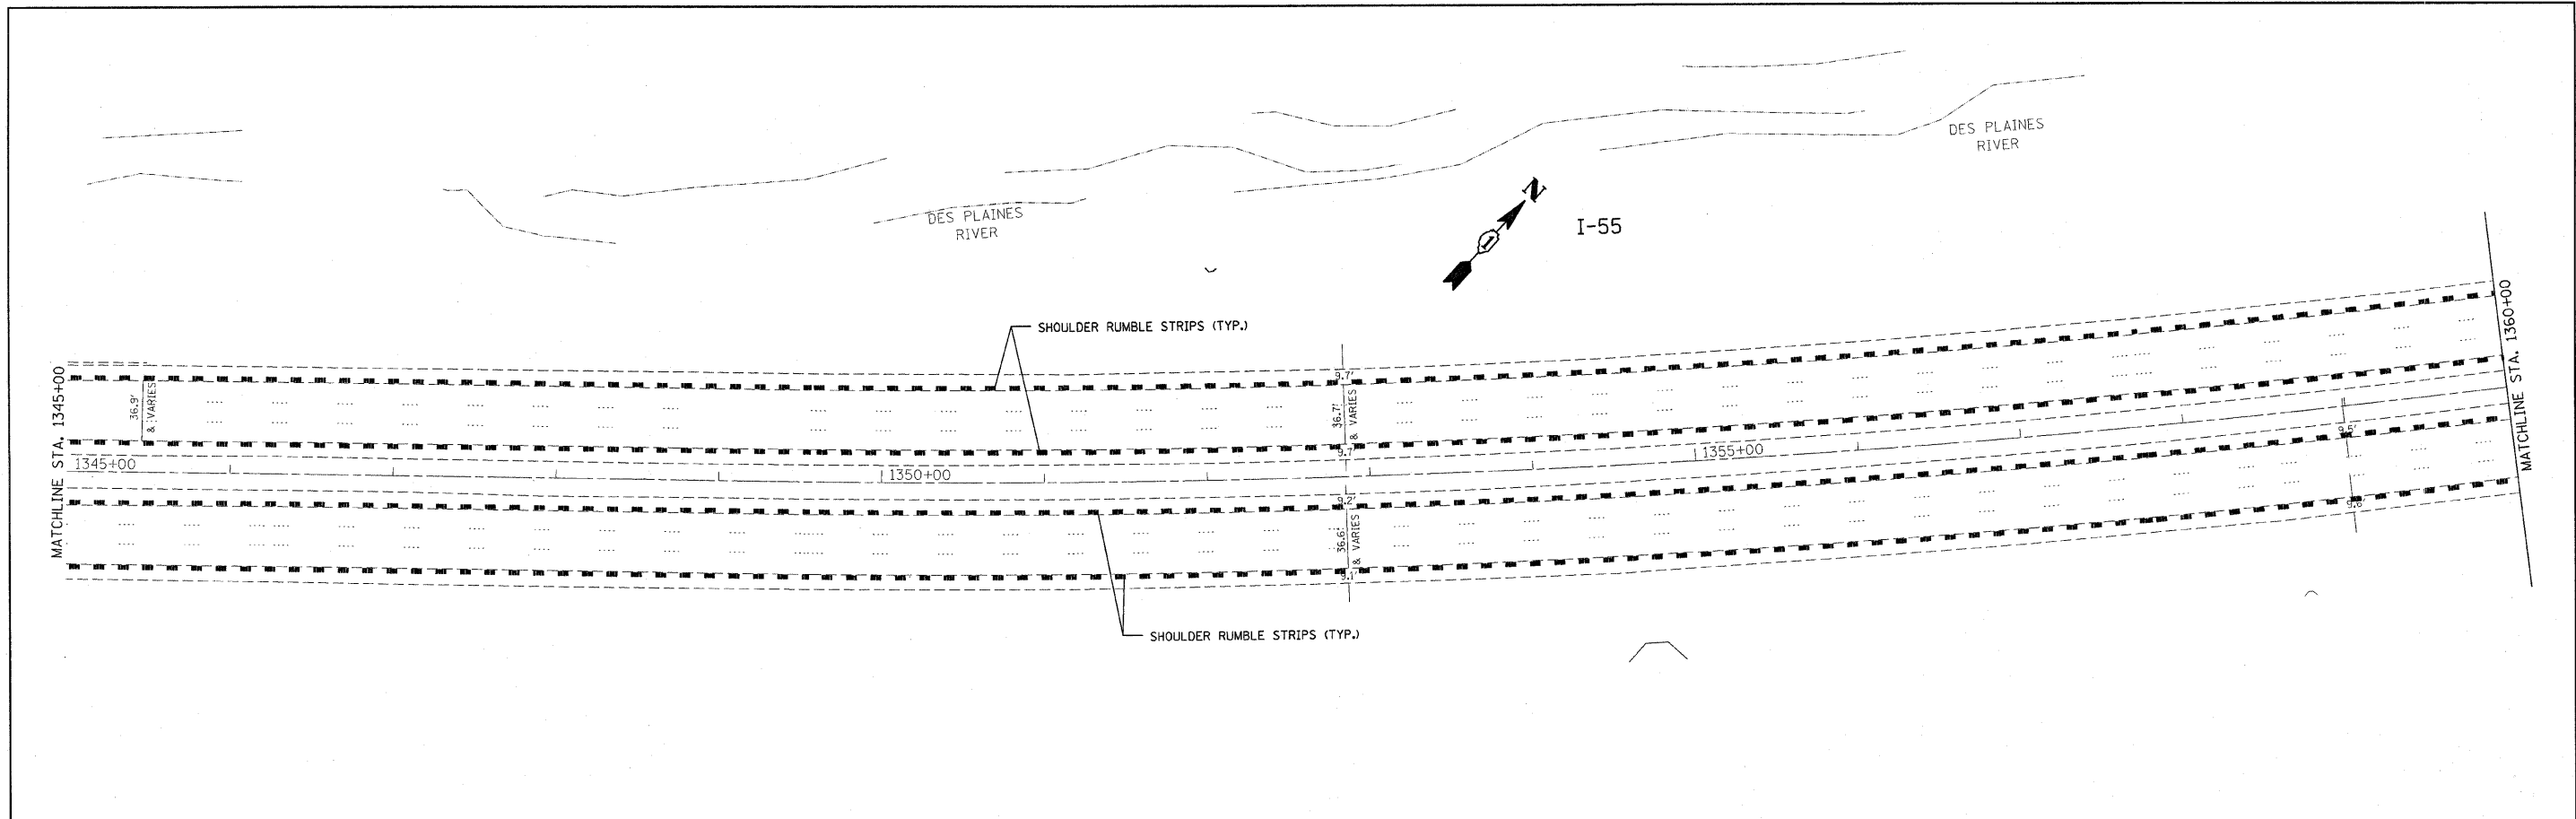 DES PLAINES
RIVER
DES PLAINES
RIVER
N
1
I-55
SHOULDER RUMBLE STRIPS (TYP.)
MATCHLINE STA. 1345+00
MATCHLINE STA. 1360+00
36.9'
& VARIES
9.7'
36.7'
& VARIES
9.7'
1345+00
1350+00
1355+00
9.5'
9.2'
36.6'
& VARIES
9.1'
SHOULDER RUMBLE STRIPS (TYP.)